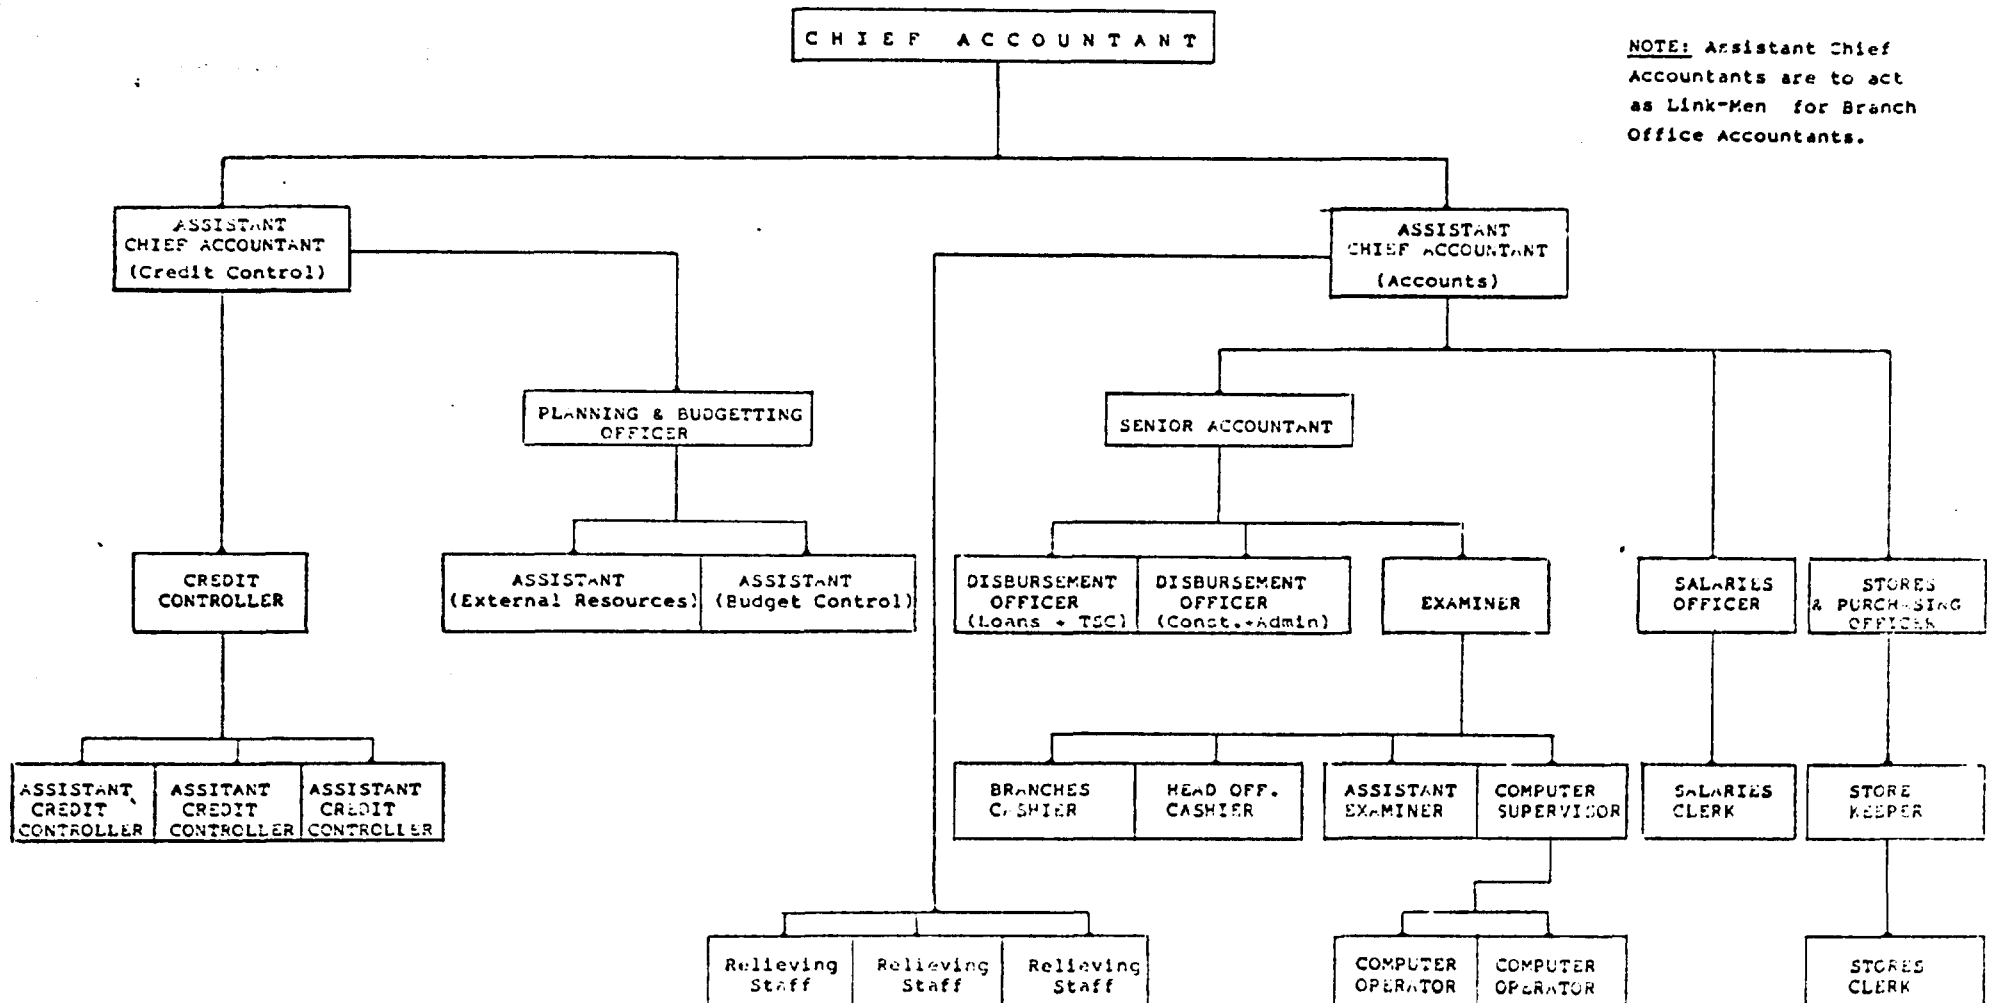 CHIEF ACCOUNTANT
NOTE: Assistant Chief
Accountants are to act
as Link-Men for Branch
Office Accountants.
ASSISTANT
CHIEF ACCOUNTANT
(Credit Control)
ASSISTANT
CHIEF ACCOUNTANT
(Accounts)
PLANNING & BUDGETTING
OFFICER
SENIOR ACCOUNTANT
CREDIT
CONTROLLER
ASSISTANT
(External Resources)
ASSISTANT
(Budget Control)
DISBURSEMENT
OFFICER
(Loans + TSC)
DISBURSEMENT
OFFICER
(Const.+Admin)
EXAMINER
SALARIES
OFFICER
STORES
& PURCHASING
OFFICER
ASSISTANT
CREDIT
CONTROLLER
ASSITANT
CREDIT
CONTROLLER
ASSISTANT
CREDIT
CONTROLLER
BRANCHES
CASHIER
HEAD OFF.
CASHIER
ASSISTANT
EXAMINER
COMPUTER
SUPERVISOR
SALARIES
CLERK
STORE
KEEPER
Relieving
Staff
Relieving
Staff
Relieving
Staff
COMPUTER
OPERATOR
COMPUTER
OPERATOR
STORES
CLERK